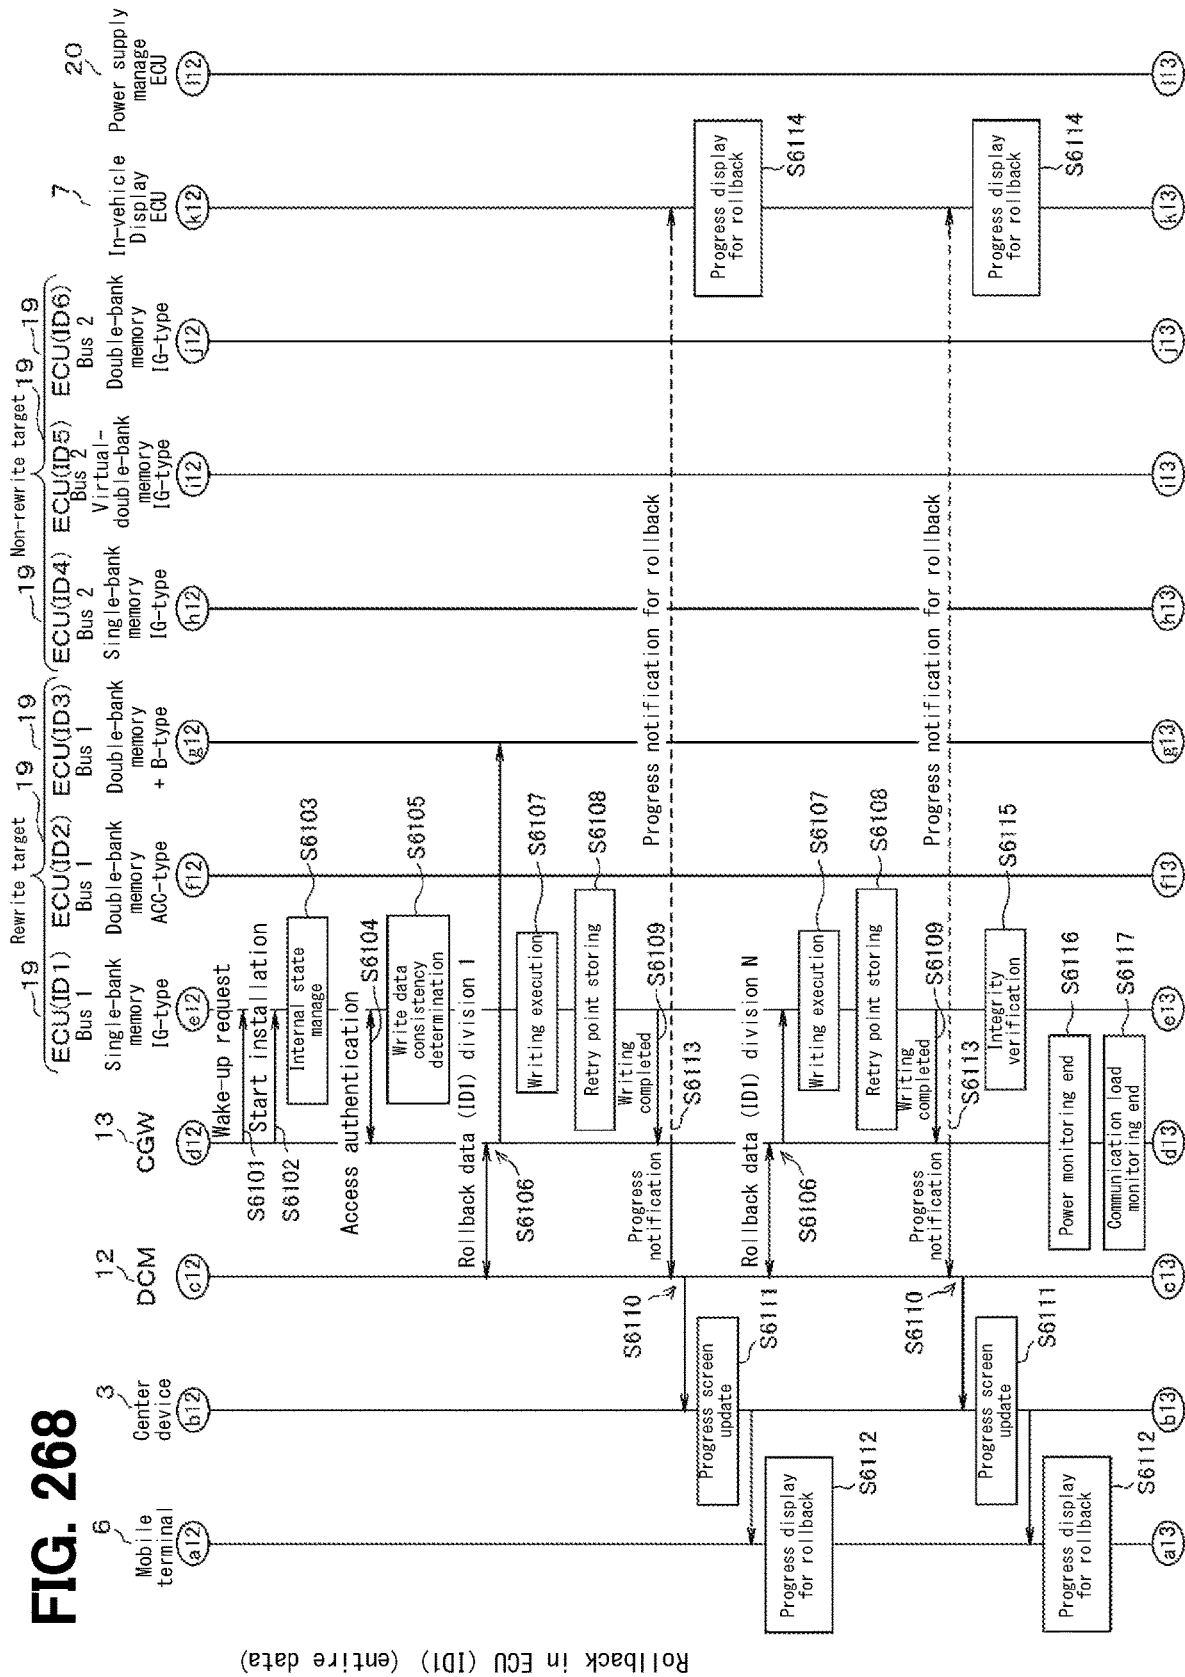 FIG. 268
Rollback in ECU (ID1) (entire data)
6
Mobile
terminal
a12
3
Center
device
b12
12
DCM
c12
13
CGW
d12
Rewrite target
19
ECU(ID1)
Bus 1
Single-bank
memory
IG-type
e12
19
ECU(ID2)
Bus 1
Double-bank
memory
ACC-type
f12
19
ECU(ID3)
Bus 1
Double-bank
memory
+ B-type
g12
Non-rewrite target
19
ECU(ID4)
Bus 2
Single-bank
memory
IG-type
h12
19
ECU(ID5)
Bus 2
Virtual-
double-bank
memory
IG-type
i12
19
ECU(ID6)
Bus 2
Double-bank
memory
IG-type
j12
7
In-vehicle
Display
ECU
k12
20
Power supply
manage
ECU
l12
Wake-up request
S6101
Start installation
S6102
Internal state
manage
S6103
Access authentication
S6104
Write data
consistency
determination
S6105
Rollback data (ID1) division 1
S6106
Writing execution
S6107
Retry point storing
S6108
Writing
completed
S6109
Progress
notification
Progress notification for rollback
S6113
S6110
Progress screen
update
S6111
Progress display
for rollback
S6114
Progress display
for rollback
S6112
Rollback data (ID1) division N
S6106
Writing execution
S6107
Retry point storing
S6108
Writing
completed
S6109
Progress
notification
Progress notification for rollback
S6113
S6110
Progress screen
update
S6111
Progress display
for rollback
S6114
Integrity
verification
S6115
Progress display
for rollback
S6112
Power monitoring end
S6116
Communication load
monitoring end
S6117
a13
b13
c13
d13
e13
f13
g13
h13
i13
j13
k13
l13